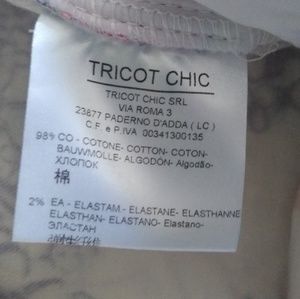 TRICOT CHIC
TRICOT CHIC SRL
VIA ROMA 3
23877 PADERNO D'ADDA ( LC )
C.F. e P.IVA 00341300135
98% CO - COTONE- COTTON- COTON-
BAUWMOLLE- ALGODÓN- Algodão-
ХЛОПОК
棉
2% EA - ELASTAM - ELASTANE- ELASTHANNE
ELASTHAN- ELASTANO- Elastano-
ЭЛАСТАН